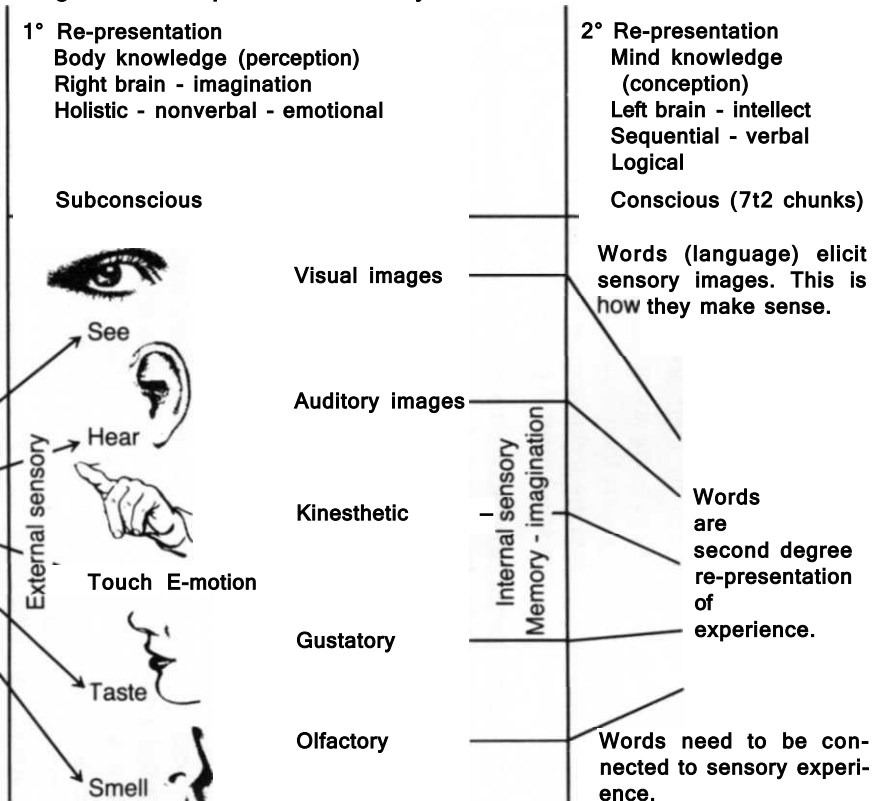 1° Re-presentation
Body knowledge (perception)
Right brain - imagination
Holistic - nonverbal - emotional
Subconscious
2° Re-presentation
Mind knowledge
(conception)
Left brain - intellect
Sequential - verbal
Logical
Conscious (7t2 chunks)
External sensory
See
Hear
Touch E-motion
Taste
Smell
Visual images
Auditory images
Kinesthetic
Gustatory
Olfactory
Internal sensory
Memory - imagination
Words (language) elicit
sensory images. This is
how they make sense.
Words
are
second degree
re-presentation
of
experience.
Words need to be con-
nected to sensory experi-
ence.